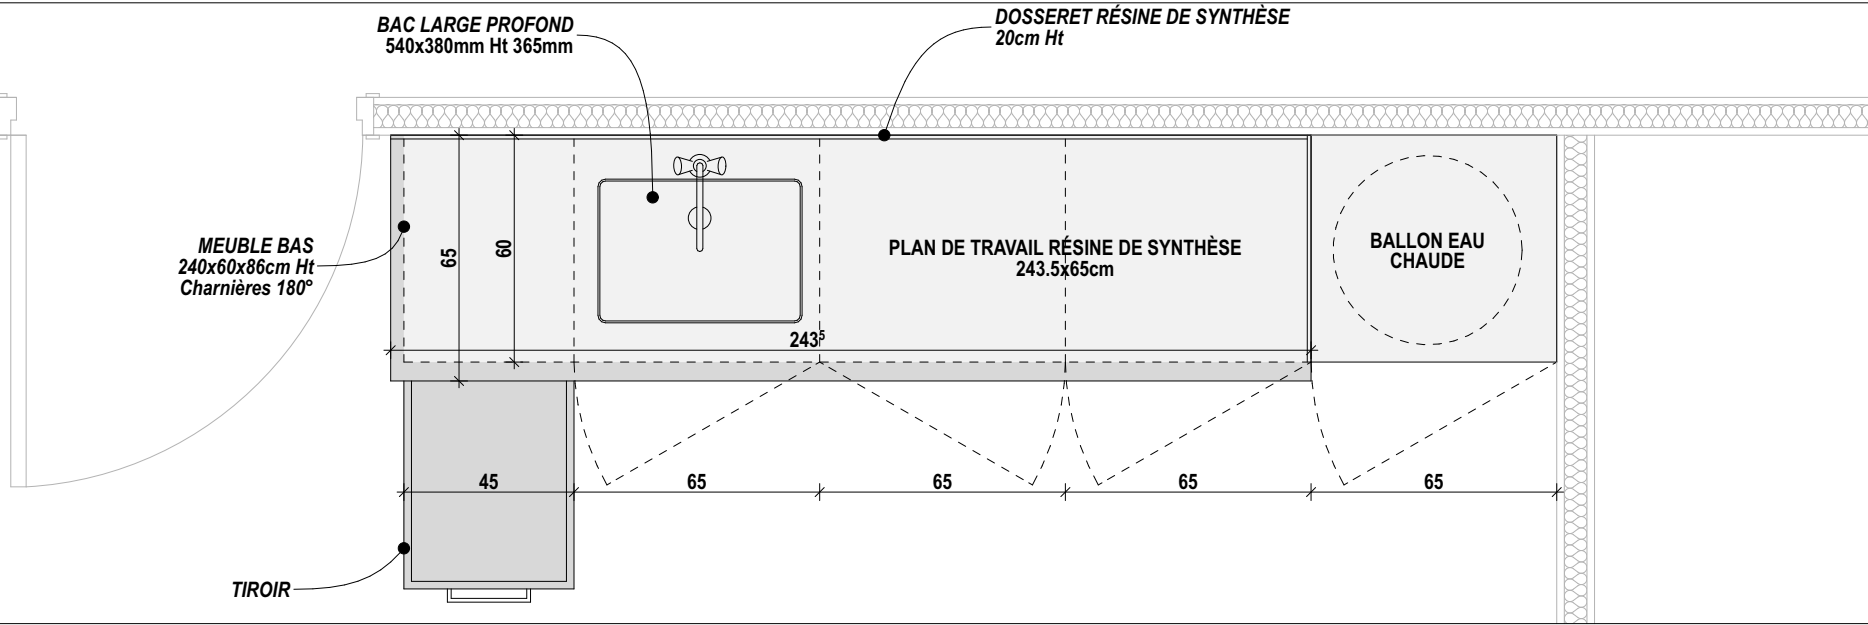 BAC LARGE PROFOND
540x380mm Ht 365mm
DOSSERET RÉSINE DE SYNTHÈSE
20cm Ht
MEUBLE BAS
240x60x86cm Ht
Charnières 180°
65
60
PLAN DE TRAVAIL RÉSINE DE SYNTHÈSE
243.5x65cm
BALLON EAU
CHAUDE
243⁵
45
65
65
65
65
TIROIR